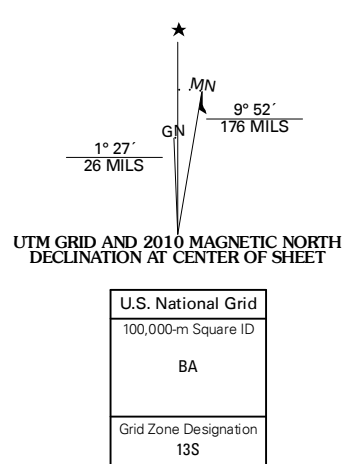 ★
MN
GN
9° 52´
176 MILS
1° 27´
26 MILS
UTM GRID AND 2010 MAGNETIC NORTH
DECLINATION AT CENTER OF SHEET
U.S. National Grid
100,000-m Square ID
BA
Grid Zone Designation
13S